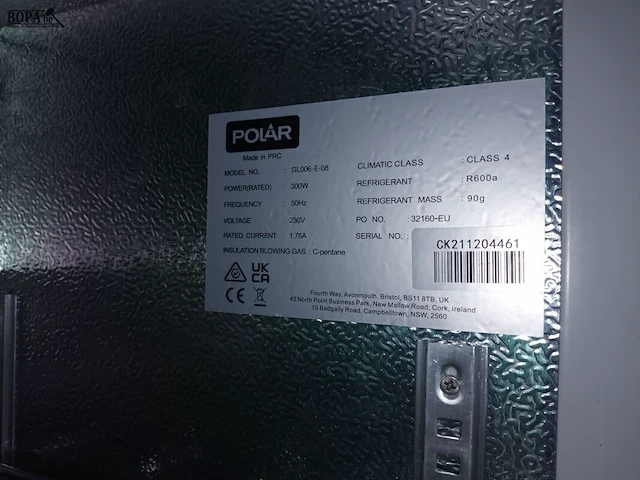 BOPA
POLAR
Made in PRC
MODEL NO. : GL006-E-08
POWER(RATED) : 300W
FREQUENCY : 50Hz
VOLTAGE : 230V
RATED CURRENT : 1.76A
INSULATION BLOWING GAS : C-pentane
CLIMATIC CLASS : CLASS 4
REFRIGERANT : R600a
REFRIGERANT MASS : 90g
PO NO. : 32160-EU
SERIAL NO. : CK211204461
UK
CA
CE
Fourth Way, Avonmouth, Bristol, BS11 8TB, UK
42 North Point Business Park, New Mallow Road, Cork, Ireland
15 Badgally Road, Campbelltown, NSW, 2560